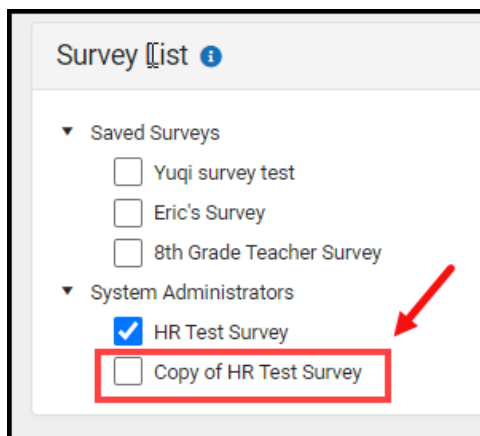 Survey List
Saved Surveys
Yuqi survey test
Eric's Survey
8th Grade Teacher Survey
System Administrators
HR Test Survey
Copy of HR Test Survey